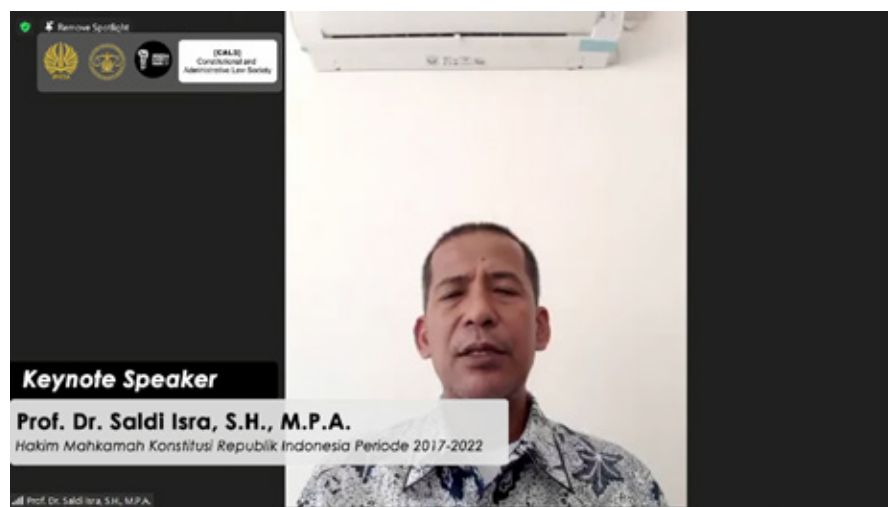 Remove Spotlight
[CALS]
Constitutional and
Administrative Law Society
Keynote Speaker
Prof. Dr. Saldi Isra, S.H., M.P.A.
Hakim Mahkamah Konstitusi Republik Indonesia Periode 2017-2022
Prof. Dr. Saldi Isra, S.H., M.P.A.